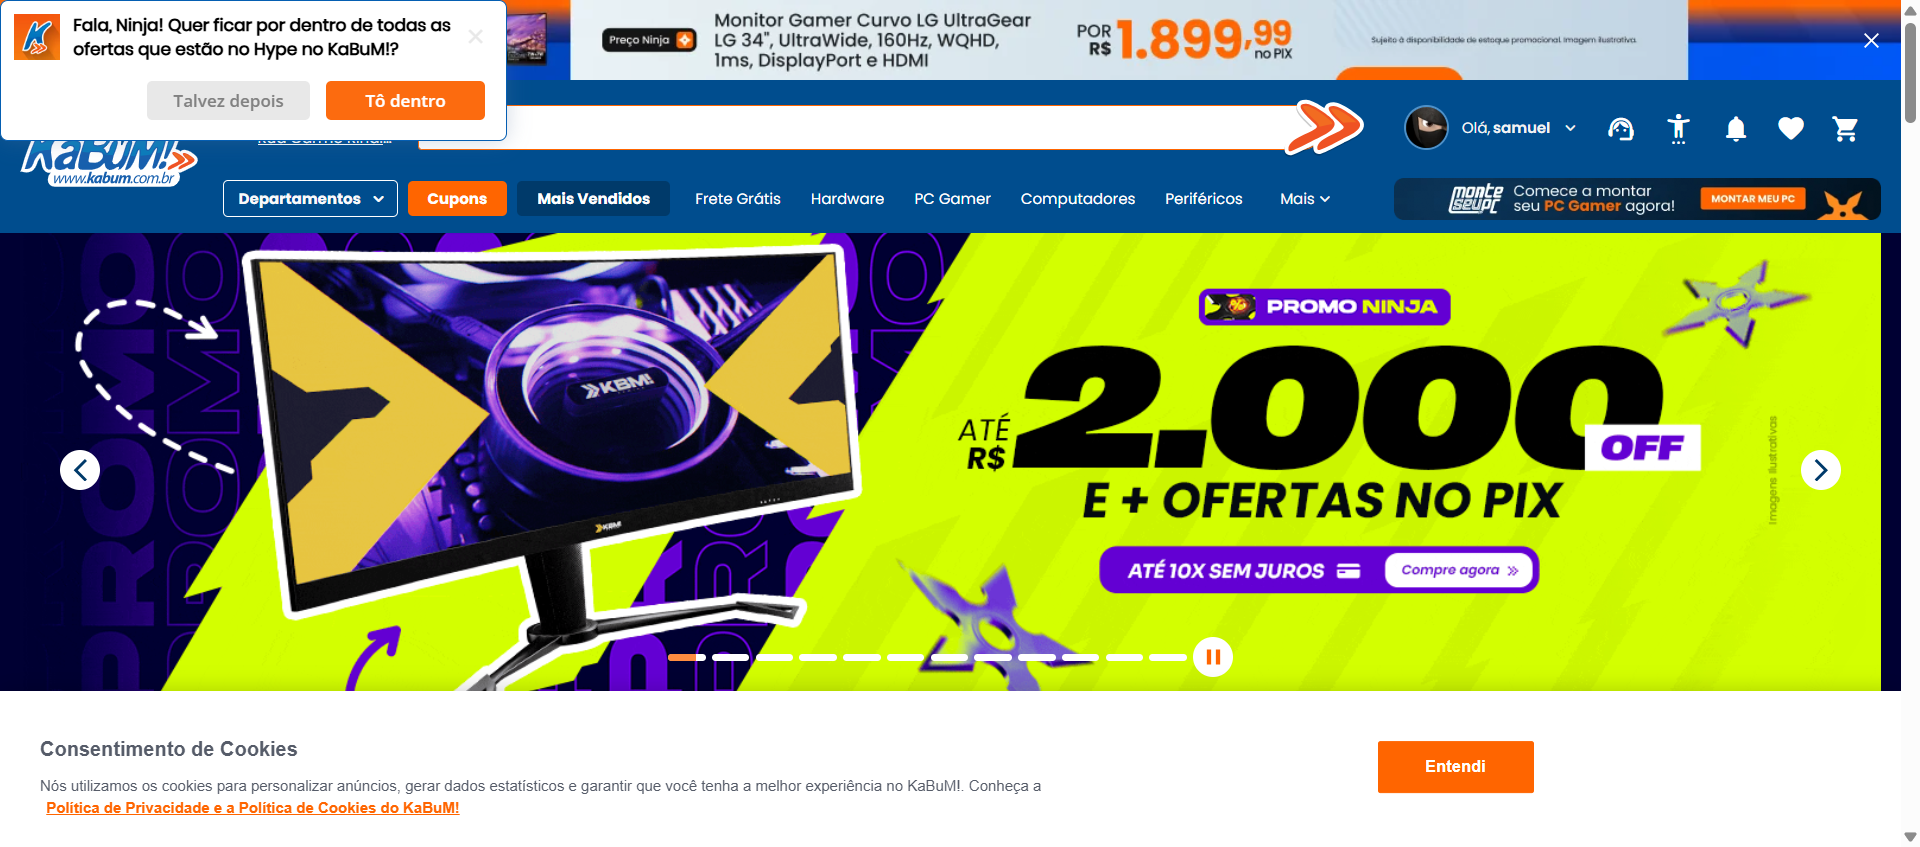 Fala, Ninja! Quer ficar por dentro de todas as
ofertas que estão no Hype no KaBuM!?
Talvez depois
Tô dentro
Preço Ninja
Monitor Gamer Curvo LG UltraGear
LG 34", UltraWide, 160Hz, WQHD,
1ms, DisplayPort e HDMI
POR
R$ 1.899,99
no PIX
Sujeito à disponibilidade de estoque promocional. Imagem ilustrativa.
KaBuM!
www.kabum.com.br
Olá, samuel
Departamentos
Cupons
Mais Vendidos
Frete Grátis
Hardware
PC Gamer
Computadores
Periféricos
Mais
monte
seu pc
Comece a montar
seu PC Gamer agora!
MONTAR MEU PC
PROMO
PROMO
KBM!
KBM!
PROMO NINJA
ATÉ
R$ 2.000
OFF
E + OFERTAS NO PIX
ATÉ 10X SEM JUROS
Compre agora
Imagens ilustrativas
Consentimento de Cookies
Nós utilizamos os cookies para personalizar anúncios, gerar dados estatísticos e garantir que você tenha a melhor experiência no KaBuM!. Conheça a
Política de Privacidade e a Política de Cookies do KaBuM!
Entendi